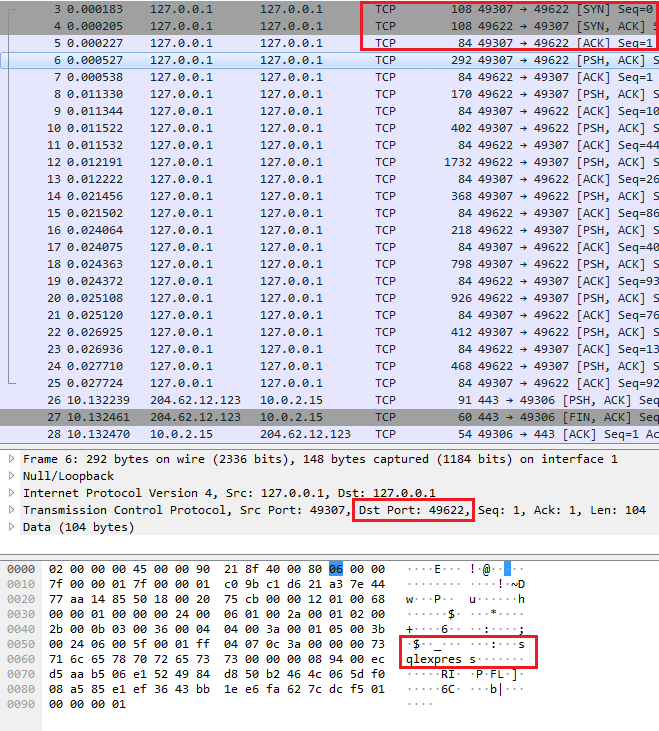 3 0.000183 127.0.0.1 127.0.0.1 TCP 108 49307 → 49622 [SYN] Seq=0
4 0.000205 127.0.0.1 127.0.0.1 TCP 108 49622 → 49307 [SYN, ACK] S
5 0.000227 127.0.0.1 127.0.0.1 TCP 84 49307 → 49622 [ACK] Seq=1
6 0.000527 127.0.0.1 127.0.0.1 TCP 292 49307 → 49622 [PSH, ACK] S
7 0.000538 127.0.0.1 127.0.0.1 TCP 84 49622 → 49307 [ACK] Seq=1
8 0.011330 127.0.0.1 127.0.0.1 TCP 170 49622 → 49307 [PSH, ACK] S
9 0.011344 127.0.0.1 127.0.0.1 TCP 84 49307 → 49622 [ACK] Seq=10
10 0.011522 127.0.0.1 127.0.0.1 TCP 402 49307 → 49622 [PSH, ACK] S
11 0.011532 127.0.0.1 127.0.0.1 TCP 84 49622 → 49307 [ACK] Seq=44
12 0.012191 127.0.0.1 127.0.0.1 TCP 1732 49622 → 49307 [PSH, ACK] S
13 0.012222 127.0.0.1 127.0.0.1 TCP 84 49307 → 49622 [ACK] Seq=26
14 0.021456 127.0.0.1 127.0.0.1 TCP 368 49307 → 49622 [PSH, ACK] S
15 0.021502 127.0.0.1 127.0.0.1 TCP 84 49622 → 49307 [ACK] Seq=86
16 0.024064 127.0.0.1 127.0.0.1 TCP 218 49622 → 49307 [PSH, ACK] S
17 0.024075 127.0.0.1 127.0.0.1 TCP 84 49307 → 49622 [ACK] Seq=40
18 0.024363 127.0.0.1 127.0.0.1 TCP 798 49307 → 49622 [PSH, ACK] S
19 0.024372 127.0.0.1 127.0.0.1 TCP 84 49622 → 49307 [ACK] Seq=93
20 0.025108 127.0.0.1 127.0.0.1 TCP 926 49622 → 49307 [PSH, ACK] S
21 0.025120 127.0.0.1 127.0.0.1 TCP 84 49307 → 49622 [ACK] Seq=76
22 0.026925 127.0.0.1 127.0.0.1 TCP 412 49307 → 49622 [PSH, ACK] S
23 0.026936 127.0.0.1 127.0.0.1 TCP 84 49622 → 49307 [ACK] Seq=13
24 0.027710 127.0.0.1 127.0.0.1 TCP 468 49622 → 49307 [PSH, ACK] S
25 0.027724 127.0.0.1 127.0.0.1 TCP 84 49307 → 49622 [ACK] Seq=92
26 10.132239 204.62.12.123 10.0.2.15 TCP 91 443 → 49306 [PSH, ACK] S
27 10.132461 204.62.12.123 10.0.2.15 TCP 60 443 → 49306 [FIN, ACK] S
28 10.132470 10.0.2.15 204.62.12.123 TCP 54 49306 → 443 [ACK] Seq=1 Ac
Frame 6: 292 bytes on wire (2336 bits), 148 bytes captured (1184 bits) on interface 1
Null/Loopback
Internet Protocol Version 4, Src: 127.0.0.1, Dst: 127.0.0.1
Transmission Control Protocol, Src Port: 49307, Dst Port: 49622, Seq: 1, Ack: 1, Len: 104
Data (104 bytes)
0000 02 00 00 00 45 00 00 90 21 8f 40 00 80 06 00 00 ····E··· !·@·····
0010 7f 00 00 01 7f 00 00 01 c0 9b c1 d6 21 a3 7e 44 ········ ····!·~D
0020 77 aa 14 85 50 18 00 20 75 cb 00 00 12 01 00 68 w···P·· u······h
0030 00 00 01 00 00 00 24 00 06 01 00 2a 00 01 02 00 ······$· ···*····
0040 2b 00 0b 03 00 36 00 04 04 00 3a 00 01 05 00 3b +····6·· ··:····;
0050 00 24 06 00 5f 00 01 ff 04 07 0c 3a 00 00 00 73 ·$··_··· ···:···s
0060 71 6c 65 78 70 72 65 73 73 00 00 00 08 94 00 ec qlexpres s·······
0070 d5 aa b5 06 e1 52 49 84 d8 50 b2 46 4c 06 5d f0 ·····RI· ·P·FL·]·
0080 08 a5 85 e1 ef 36 43 bb 1e e6 fa 62 7c dc f5 01 ·····6C· ···b|···
0090 00 00 00 01 ····